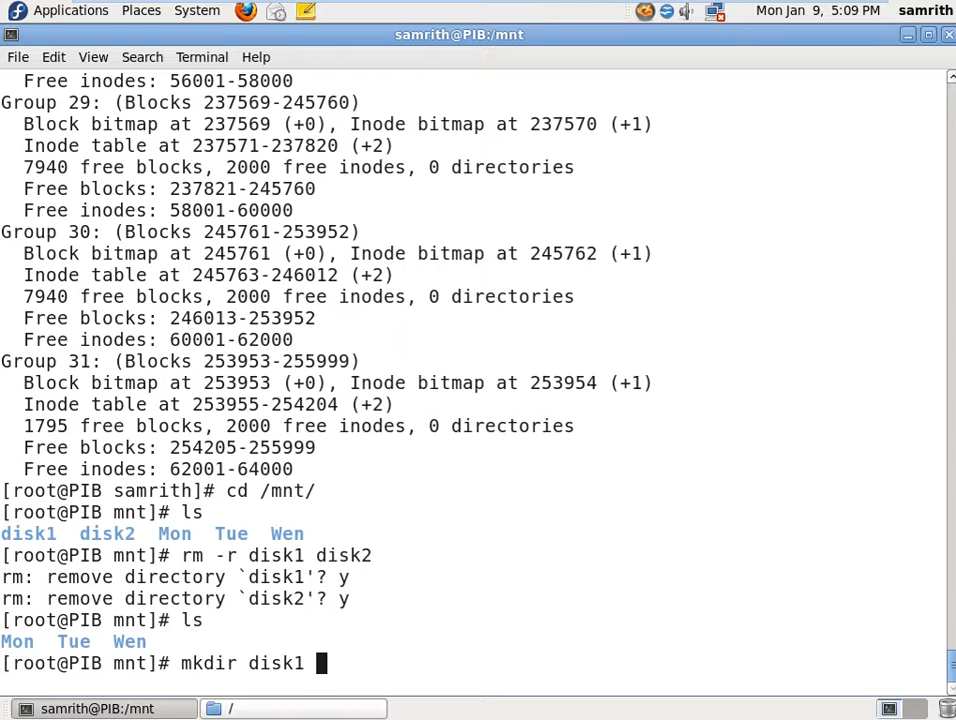 Applications Places System Mon Jan 9, 5:09 PM samrith
samrith@PIB:/mnt
File Edit View Search Terminal Help
Free inodes: 56001-58000
Group 29: (Blocks 237569-245760)
Block bitmap at 237569 (+0), Inode bitmap at 237570 (+1)
Inode table at 237571-237820 (+2)
7940 free blocks, 2000 free inodes, 0 directories
Free blocks: 237821-245760
Free inodes: 58001-60000
Group 30: (Blocks 245761-253952)
Block bitmap at 245761 (+0), Inode bitmap at 245762 (+1)
Inode table at 245763-246012 (+2)
7940 free blocks, 2000 free inodes, 0 directories
Free blocks: 246013-253952
Free inodes: 60001-62000
Group 31: (Blocks 253953-255999)
Block bitmap at 253953 (+0), Inode bitmap at 253954 (+1)
Inode table at 253955-254204 (+2)
1795 free blocks, 2000 free inodes, 0 directories
Free blocks: 254205-255999
Free inodes: 62001-64000
[root@PIB samrith]# cd /mnt/
[root@PIB mnt]# ls
disk1 disk2 Mon Tue Wen
[root@PIB mnt]# rm -r disk1 disk2
rm: remove directory `disk1'? y
rm: remove directory `disk2'? y
[root@PIB mnt]# ls
Mon Tue Wen
[root@PIB mnt]# mkdir disk1
samrith@PIB:/mnt /